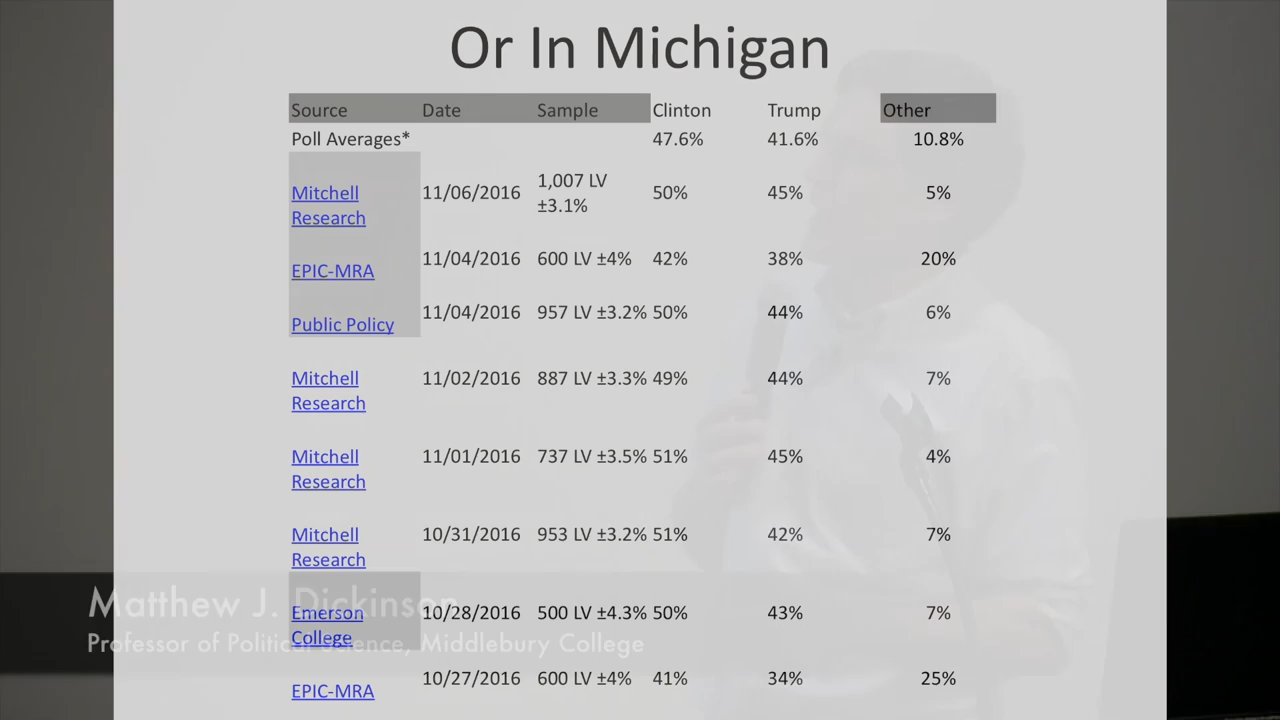 Or In Michigan
Source Date Sample Clinton Trump Other
Poll Averages* 47.6% 41.6% 10.8%
Mitchell Research 11/06/2016 1,007 LV ±3.1% 50% 45% 5%
EPIC-MRA 11/04/2016 600 LV ±4% 42% 38% 20%
Public Policy 11/04/2016 957 LV ±3.2% 50% 44% 6%
Mitchell Research 11/02/2016 887 LV ±3.3% 49% 44% 7%
Mitchell Research 11/01/2016 737 LV ±3.5% 51% 45% 4%
Mitchell Research 10/31/2016 953 LV ±3.2% 51% 42% 7%
Emerson College 10/28/2016 500 LV ±4.3% 50% 43% 7%
EPIC-MRA 10/27/2016 600 LV ±4% 41% 34% 25%
Matthew J. Dickinson
Professor of Political Science, Middlebury College